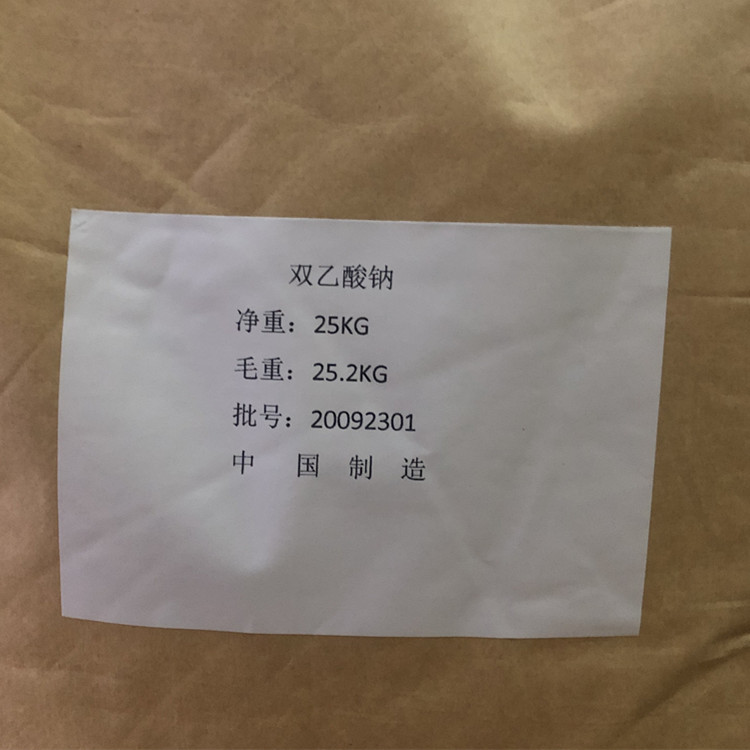 双乙酸钠
净重：25KG
毛重：25.2KG
批号：20092301
中 国 制 造